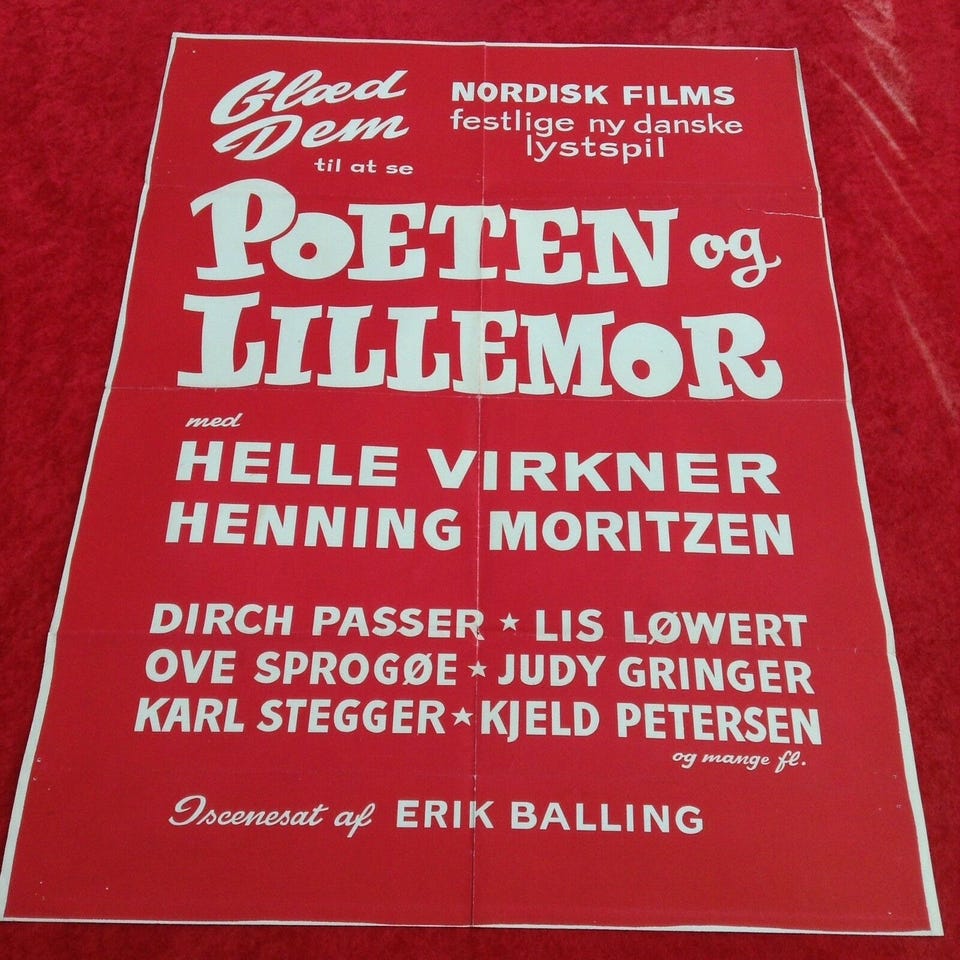 Glæd
Dem
til at se
NORDISK FILMS
festlige ny danske
lystspil
POETEN og
LILLEMOR
med
HELLE VIRKNER
HENNING MORITZEN
DIRCH PASSER ★ LIS LØWERT
OVE SPROGØE ★ JUDY GRINGER
KARL STEGGER ★ KJELD PETERSEN
og mange fl.
Iscenesat af ERIK BALLING